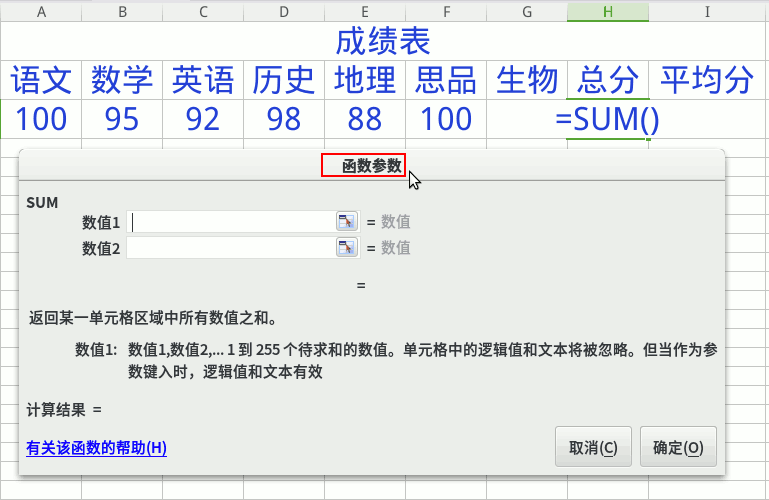 A B C D E F G H I
成绩表
语文 数学 英语 历史 地理 思品 生物 总分 平均分
100 95 92 98 88 100 =SUM()
函数参数
SUM
数值1 = 数值
数值2 = 数值
=
返回某一单元格区域中所有数值之和。
数值1: 数值1,数值2,... 1 到 255 个待求和的数值。单元格中的逻辑值和文本将被忽略。但当作为参
数键入时，逻辑值和文本有效
计算结果 =
有关该函数的帮助(H) 取消(C) 确定(O)